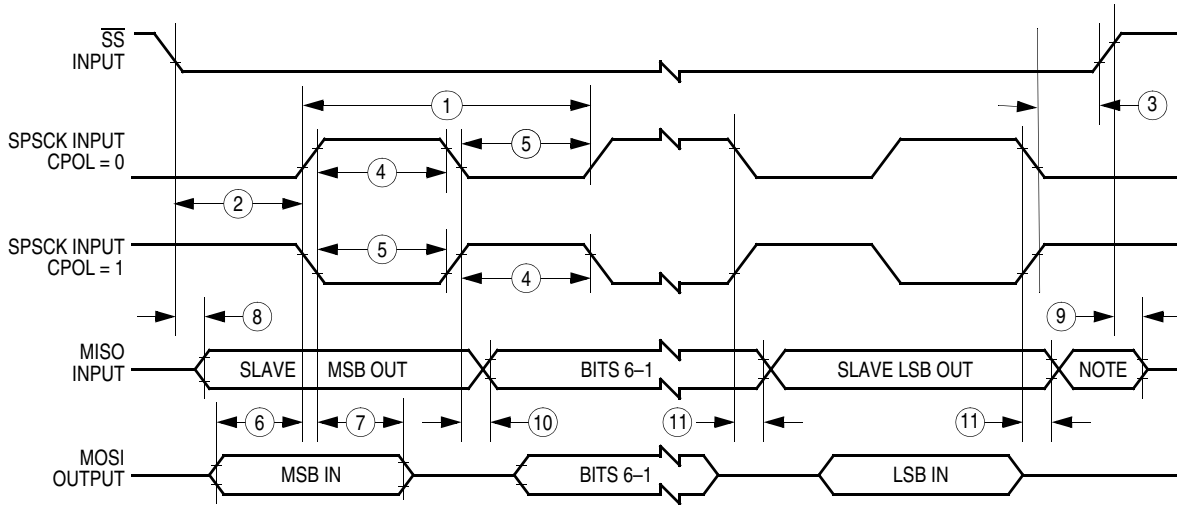 SS
INPUT
1
3
SPSCK INPUT
CPOL = 0
5
4
2
SPSCK INPUT
CPOL = 1
5
4
8
9
MISO
INPUT
SLAVE MSB OUT
BITS 6–1
SLAVE LSB OUT
NOTE
6
7
10
11
11
MOSI
OUTPUT
MSB IN
BITS 6–1
LSB IN